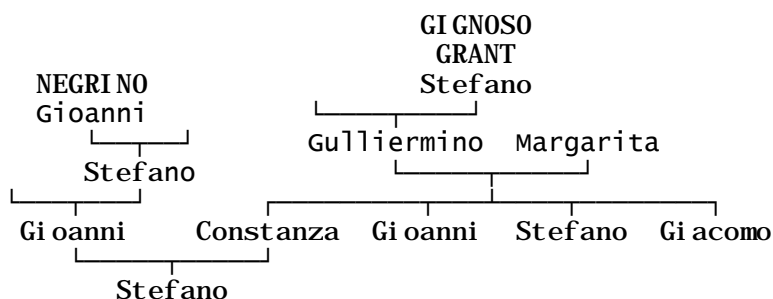 GIGNOSO
GRANT
NEGRINO Stefano
Gioanni
Gulliermino Margarita
Stefano
Gioanni Constanza Gioanni Stefano Giacomo
Stefano